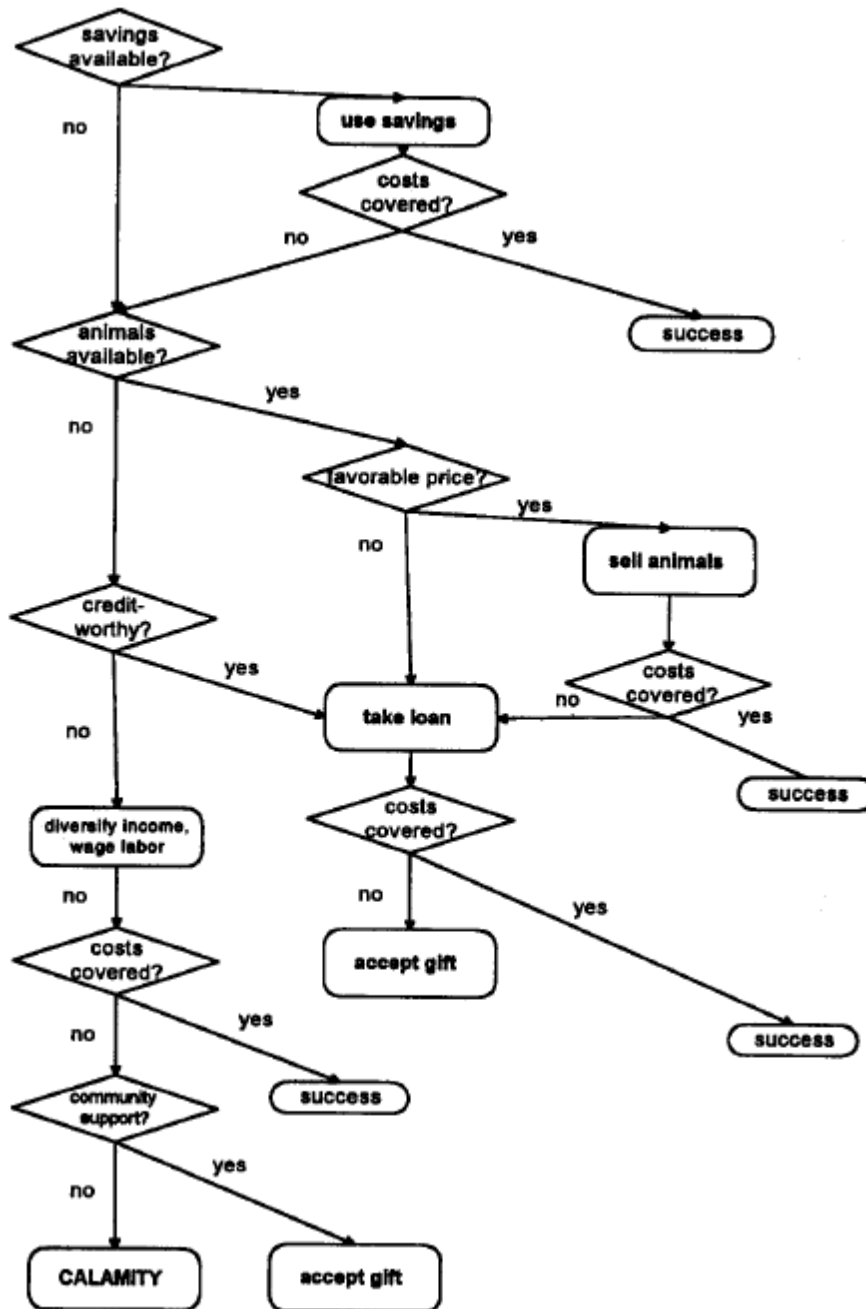 savings
available?
no
use savings
costs
covered?
no
yes
success
animals
available?
yes
no
favorable price?
yes
no
sell animals
credit-
worthy?
yes
costs
covered?
take loan
no
yes
no
success
diversify income,
wage labor
costs
covered?
no
no
yes
accept gift
costs
covered?
no
yes
success
success
community
support?
yes
no
CALAMITY
accept gift